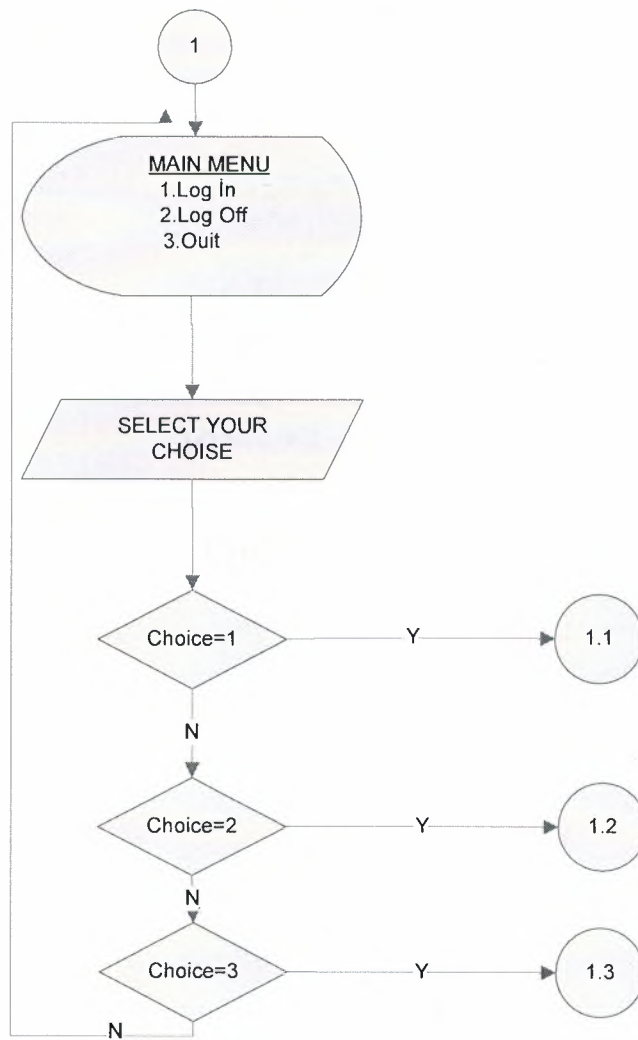 1
MAIN MENU
1.Log İn
2.Log Off
3.Ouit
SELECT YOUR
CHOISE
Choice=1
Y
1.1
N
Choice=2
Y
1.2
N
Choice=3
Y
1.3
N